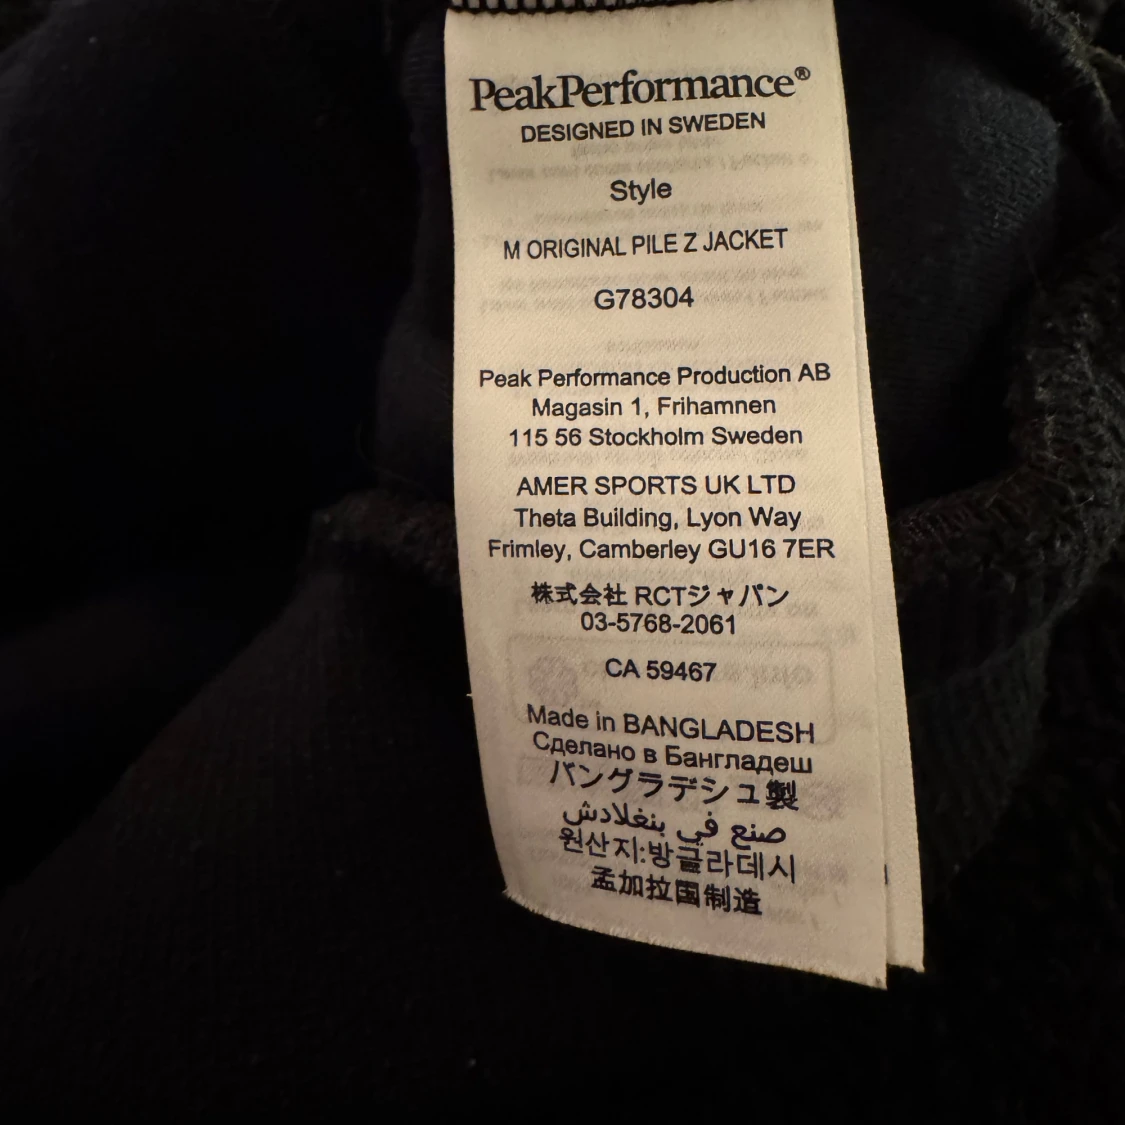 PeakPerformance®
DESIGNED IN SWEDEN
Style
M ORIGINAL PILE Z JACKET
G78304
Peak Performance Production AB
Magasin 1, Frihamnen
115 56 Stockholm Sweden
AMER SPORTS UK LTD
Theta Building, Lyon Way
Frimley, Camberley GU16 7ER
株式会社 RCTジャパン
03-5768-2061
CA 59467
Made in BANGLADESH
Сделано в Бангладеш
バングラデシュ製
صنع في بنغلادش
원산지:방글라데시
孟加拉国制造